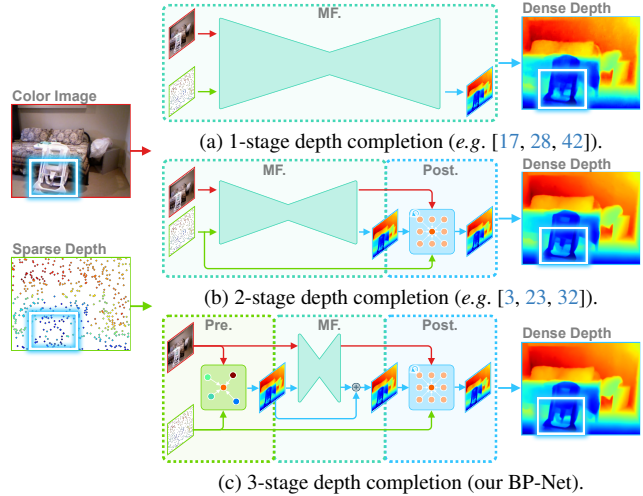 MF.
Dense Depth
Color Image
(a) 1-stage depth completion (e.g. [17, 28, 42]).
MF.
Post.
Dense Depth
Sparse Depth
(b) 2-stage depth completion (e.g. [3, 23, 32]).
Pre.
MF.
Post.
Dense Depth
(c) 3-stage depth completion (our BP-Net).